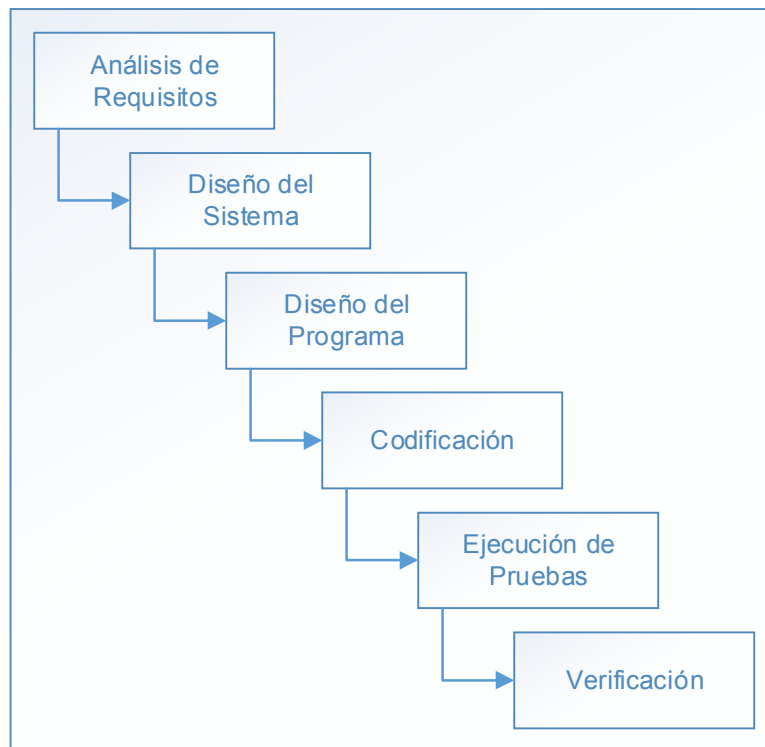 Análisis de
Requisitos
Diseño del
Sistema
Diseño del
Programa
Codificación
Ejecución de
Pruebas
Verificación